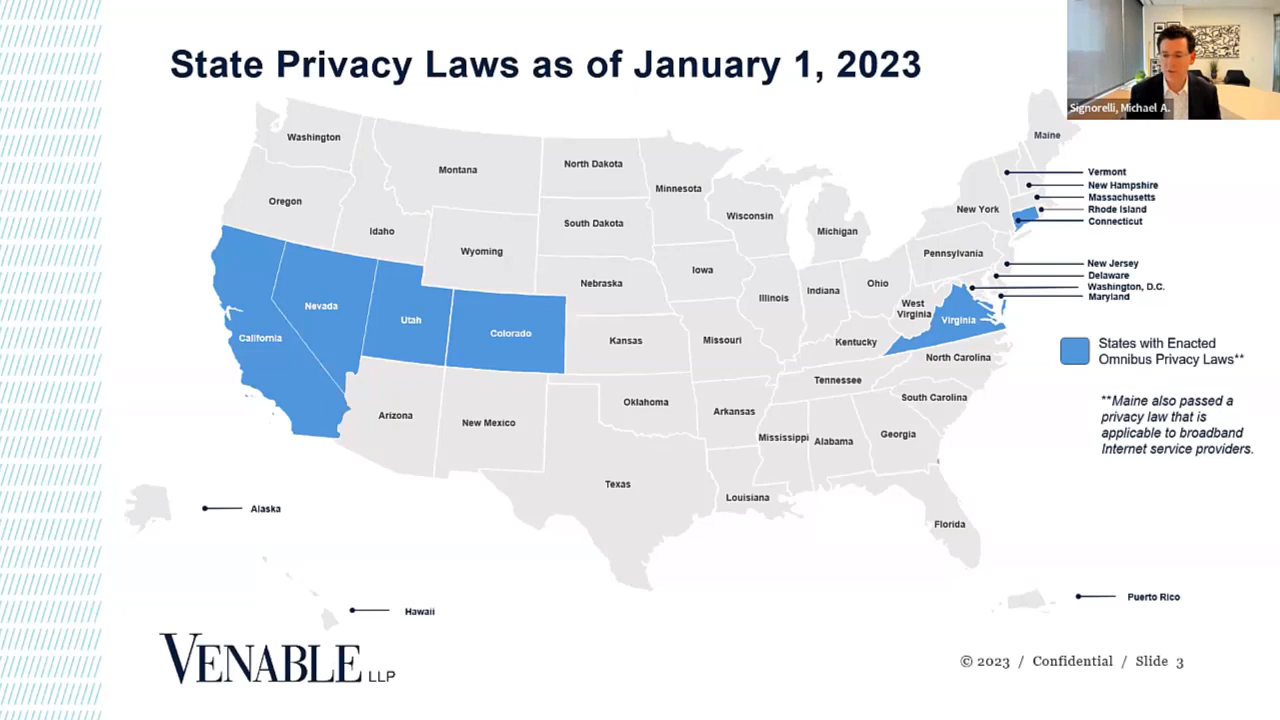 State Privacy Laws as of January 1, 2023
Signorelli, Michael A.
Washington
Montana
North Dakota
Minnesota
Maine
Oregon
Idaho
Wyoming
South Dakota
Wisconsin
Michigan
New York
Vermont
New Hampshire
Massachusetts
Rhode Island
Connecticut
Nebraska
Iowa
Pennsylvania
New Jersey
Delaware
Washington, D.C.
Maryland
Nevada
Utah
Colorado
California
Kansas
Missouri
Illinois
Indiana
Ohio
West
Virginia
Virginia
Kentucky
North Carolina
Tennessee
South Carolina
Arizona
New Mexico
Oklahoma
Arkansas
Mississippi
Alabama
Georgia
Texas
Louisiana
Florida
Alaska
Hawaii
Puerto Rico
States with Enacted
Omnibus Privacy Laws**
**Maine also passed a
privacy law that is
applicable to broadband
Internet service providers.
VENABLE LLP
© 2023 / Confidential / Slide 3